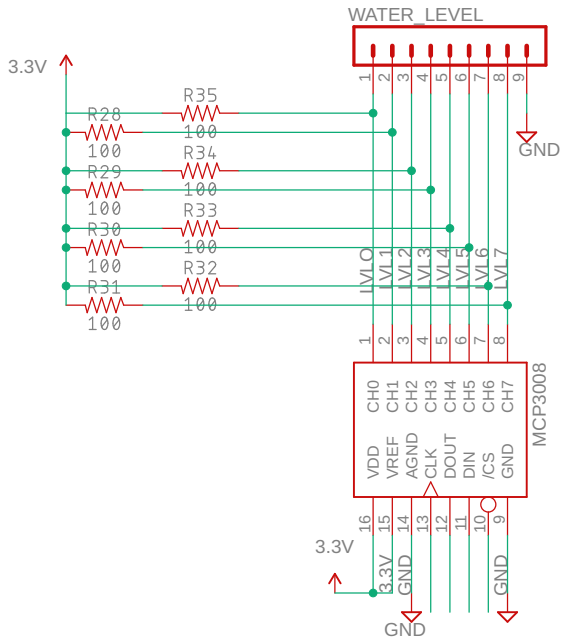 WATER_LEVEL
3.3V
1 2 3 4 5 6 7 8 9
GND
R35
100
R28
100
R34
100
R29
100
R33
100
R30
100
R32
100
R31
100
LVL0 LVL1 LVL2 LVL3 LVL4 LVL5 LVL6 LVL7
1 2 3 4 5 6 7 8
CH0 CH1 CH2 CH3 CH4 CH5 CH6 CH7
MCP3008
VDD VREF AGND CLK DOUT DIN /CS GND
16 15 14 13 12 11 10 9
3.3V
3.3V
GND
GND
GND